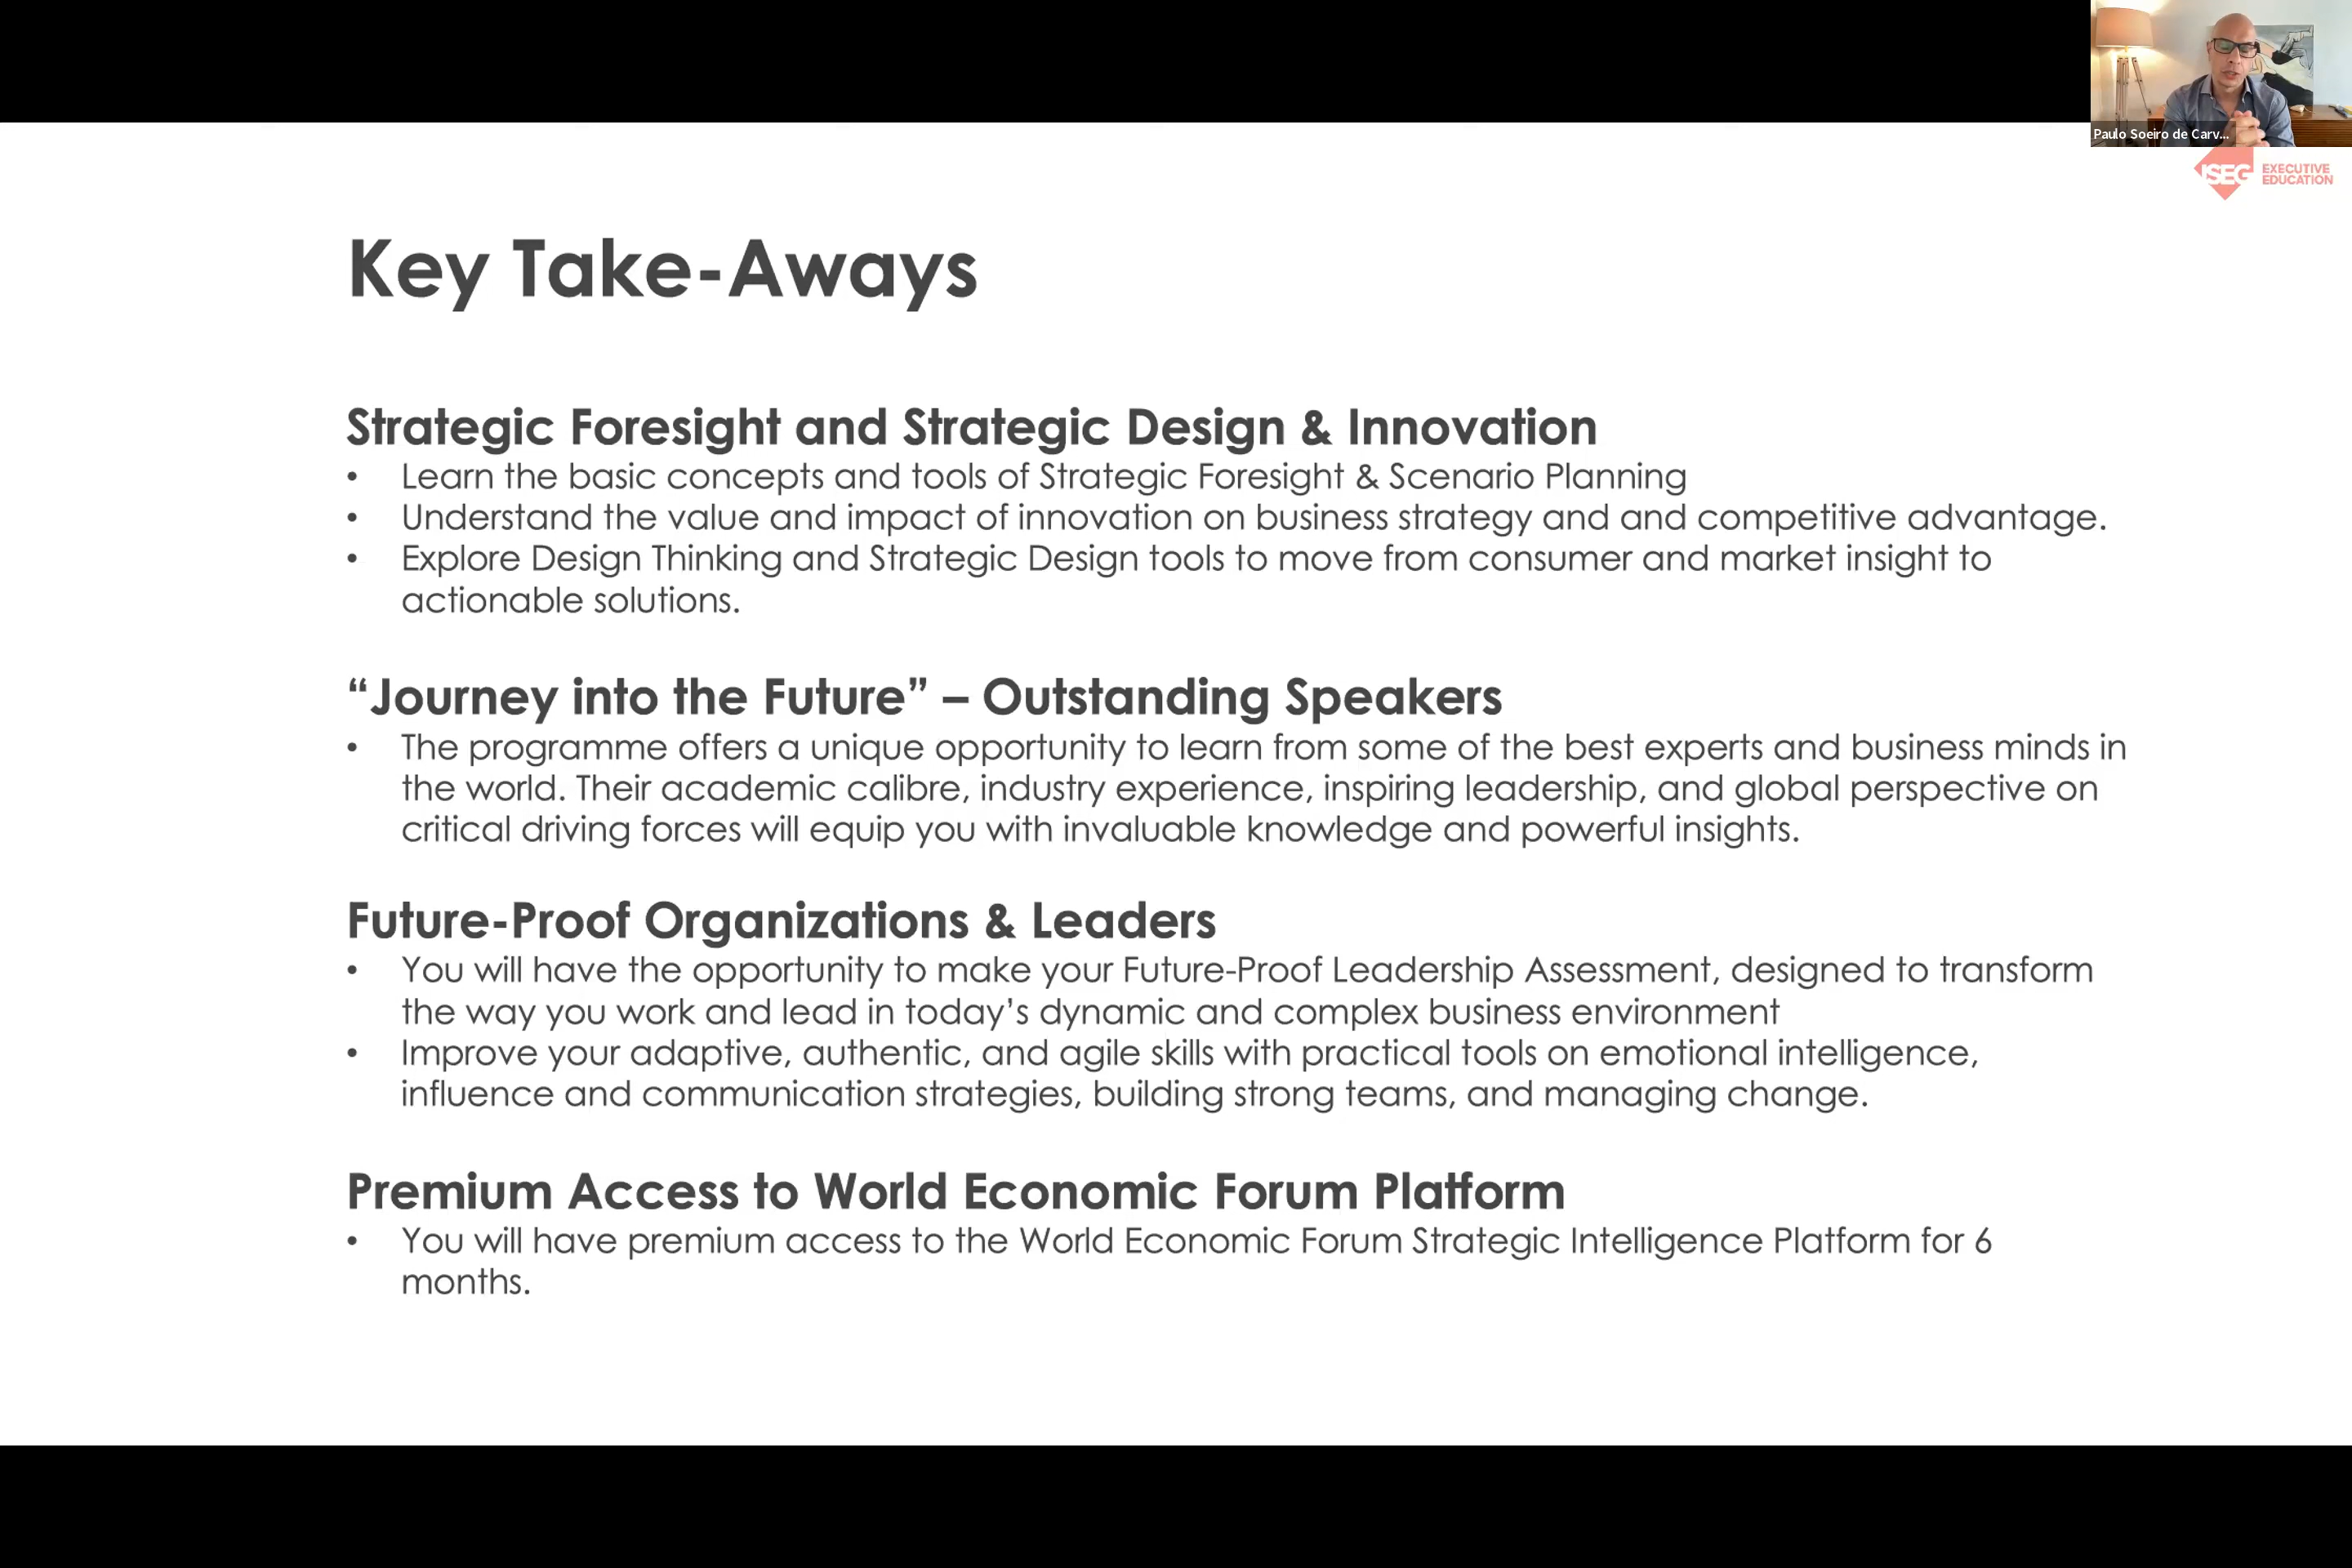 Paulo Soeiro de Carv...
ISEG EXECUTIVE
EDUCATION
Key Take-Aways
Strategic Foresight and Strategic Design & Innovation
• Learn the basic concepts and tools of Strategic Foresight & Scenario Planning
• Understand the value and impact of innovation on business strategy and and competitive advantage.
• Explore Design Thinking and Strategic Design tools to move from consumer and market insight to
actionable solutions.
“Journey into the Future” – Outstanding Speakers
• The programme offers a unique opportunity to learn from some of the best experts and business minds in
the world. Their academic calibre, industry experience, inspiring leadership, and global perspective on
critical driving forces will equip you with invaluable knowledge and powerful insights.
Future-Proof Organizations & Leaders
• You will have the opportunity to make your Future-Proof Leadership Assessment, designed to transform
the way you work and lead in today’s dynamic and complex business environment
• Improve your adaptive, authentic, and agile skills with practical tools on emotional intelligence,
influence and communication strategies, building strong teams, and managing change.
Premium Access to World Economic Forum Platform
• You will have premium access to the World Economic Forum Strategic Intelligence Platform for 6
months.